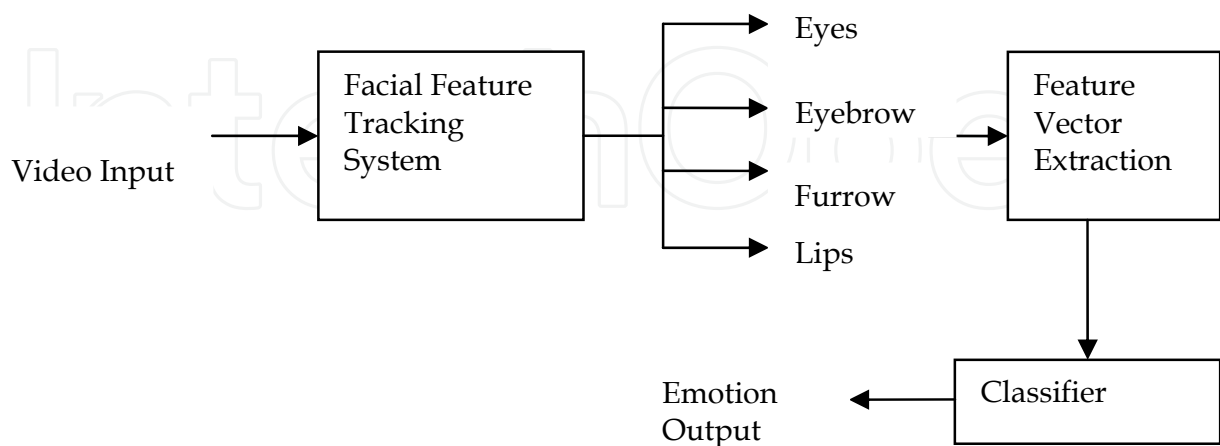 Eyes
Facial Feature
Tracking
System
Feature
Vector
Extraction
Eyebrow
Video Input
Furrow
Lips
Classifier
Emotion
Output